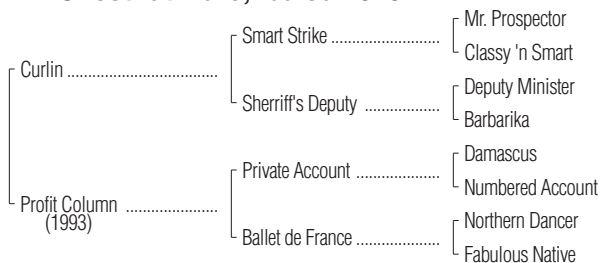 Smart Strike ....................
Mr. Prospector
Classy 'n Smart
Curlin ............................
Sherriff's Deputy ..............
Deputy Minister
Barbarika
Private Account ...............
Damascus
Numbered Account
Profit Column .................
(1993)
Ballet de France ...............
Northern Dancer
Fabulous Native